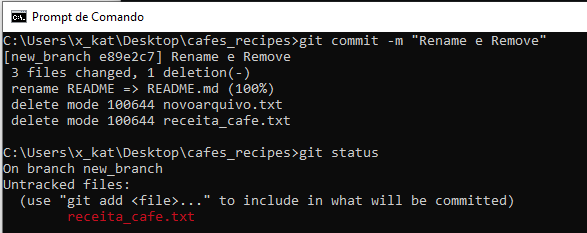 Prompt de Comando
C:\Users\x_kat\Desktop\cafes_recipes>git commit -m "Rename e Remove"
[new_branch e89e2c7] Rename e Remove
 3 files changed, 1 deletion(-)
 rename README => README.md (100%)
 delete mode 100644 novoarquivo.txt
 delete mode 100644 receita_cafe.txt
C:\Users\x_kat\Desktop\cafes_recipes>git status
On branch new_branch
Untracked files:
  (use "git add <file>..." to include in what will be committed)
        receita_cafe.txt